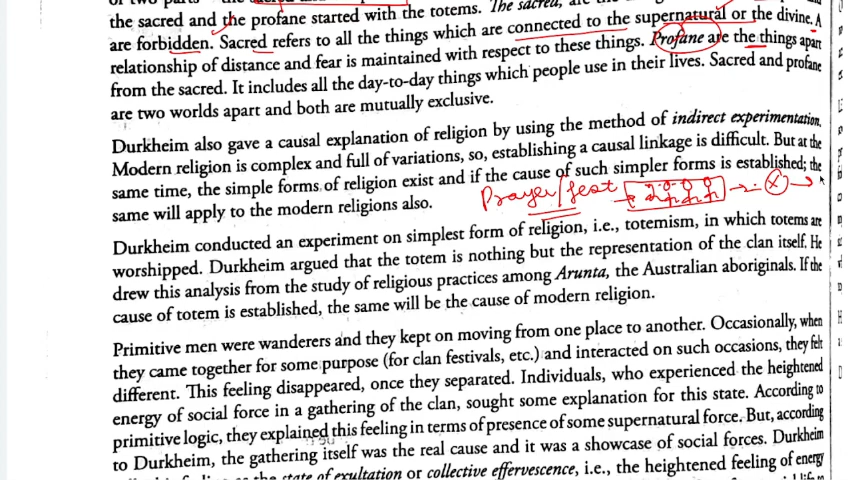 the sacred and the profane started with the totems. The sacred, are the
are forbidden. Sacred refers to all the things which are connected to the supernatural or the divine. A
relationship of distance and fear is maintained with respect to these things. Profane are the things apart
from the sacred. It includes all the day-to-day things which people use in their lives. Sacred and profane
are two worlds apart and both are mutually exclusive.
Durkheim also gave a causal explanation of religion by using the method of indirect experimentation.
Modern religion is complex and full of variations, so, establishing a causal linkage is difficult. But at the
same time, the simple forms of religion exist and if the cause of such simpler forms is established; the
same will apply to the modern religions also.
Prayer/fest
Durkheim conducted an experiment on simplest form of religion, i.e., totemism, in which totems are
worshipped. Durkheim argued that the totem is nothing but the representation of the clan itself. He
drew this analysis from the study of religious practices among Arunta, the Australian aboriginals. If the
cause of totem is established, the same will be the cause of modern religion.
Primitive men were wanderers and they kept on moving from one place to another. Occasionally, when
they came together for some purpose (for clan festivals, etc.) and interacted on such occasions, they felt
different. This feeling disappeared, once they separated. Individuals, who experienced the heightened
energy of social force in a gathering of the clan, sought some explanation for this state. According to
primitive logic, they explained this feeling in terms of presence of some supernatural force. But, according
to Durkheim, the gathering itself was the real cause and it was a showcase of social forces. Durkheim
state of exultation or collective effervescence, i.e., the heightened feeling of energy